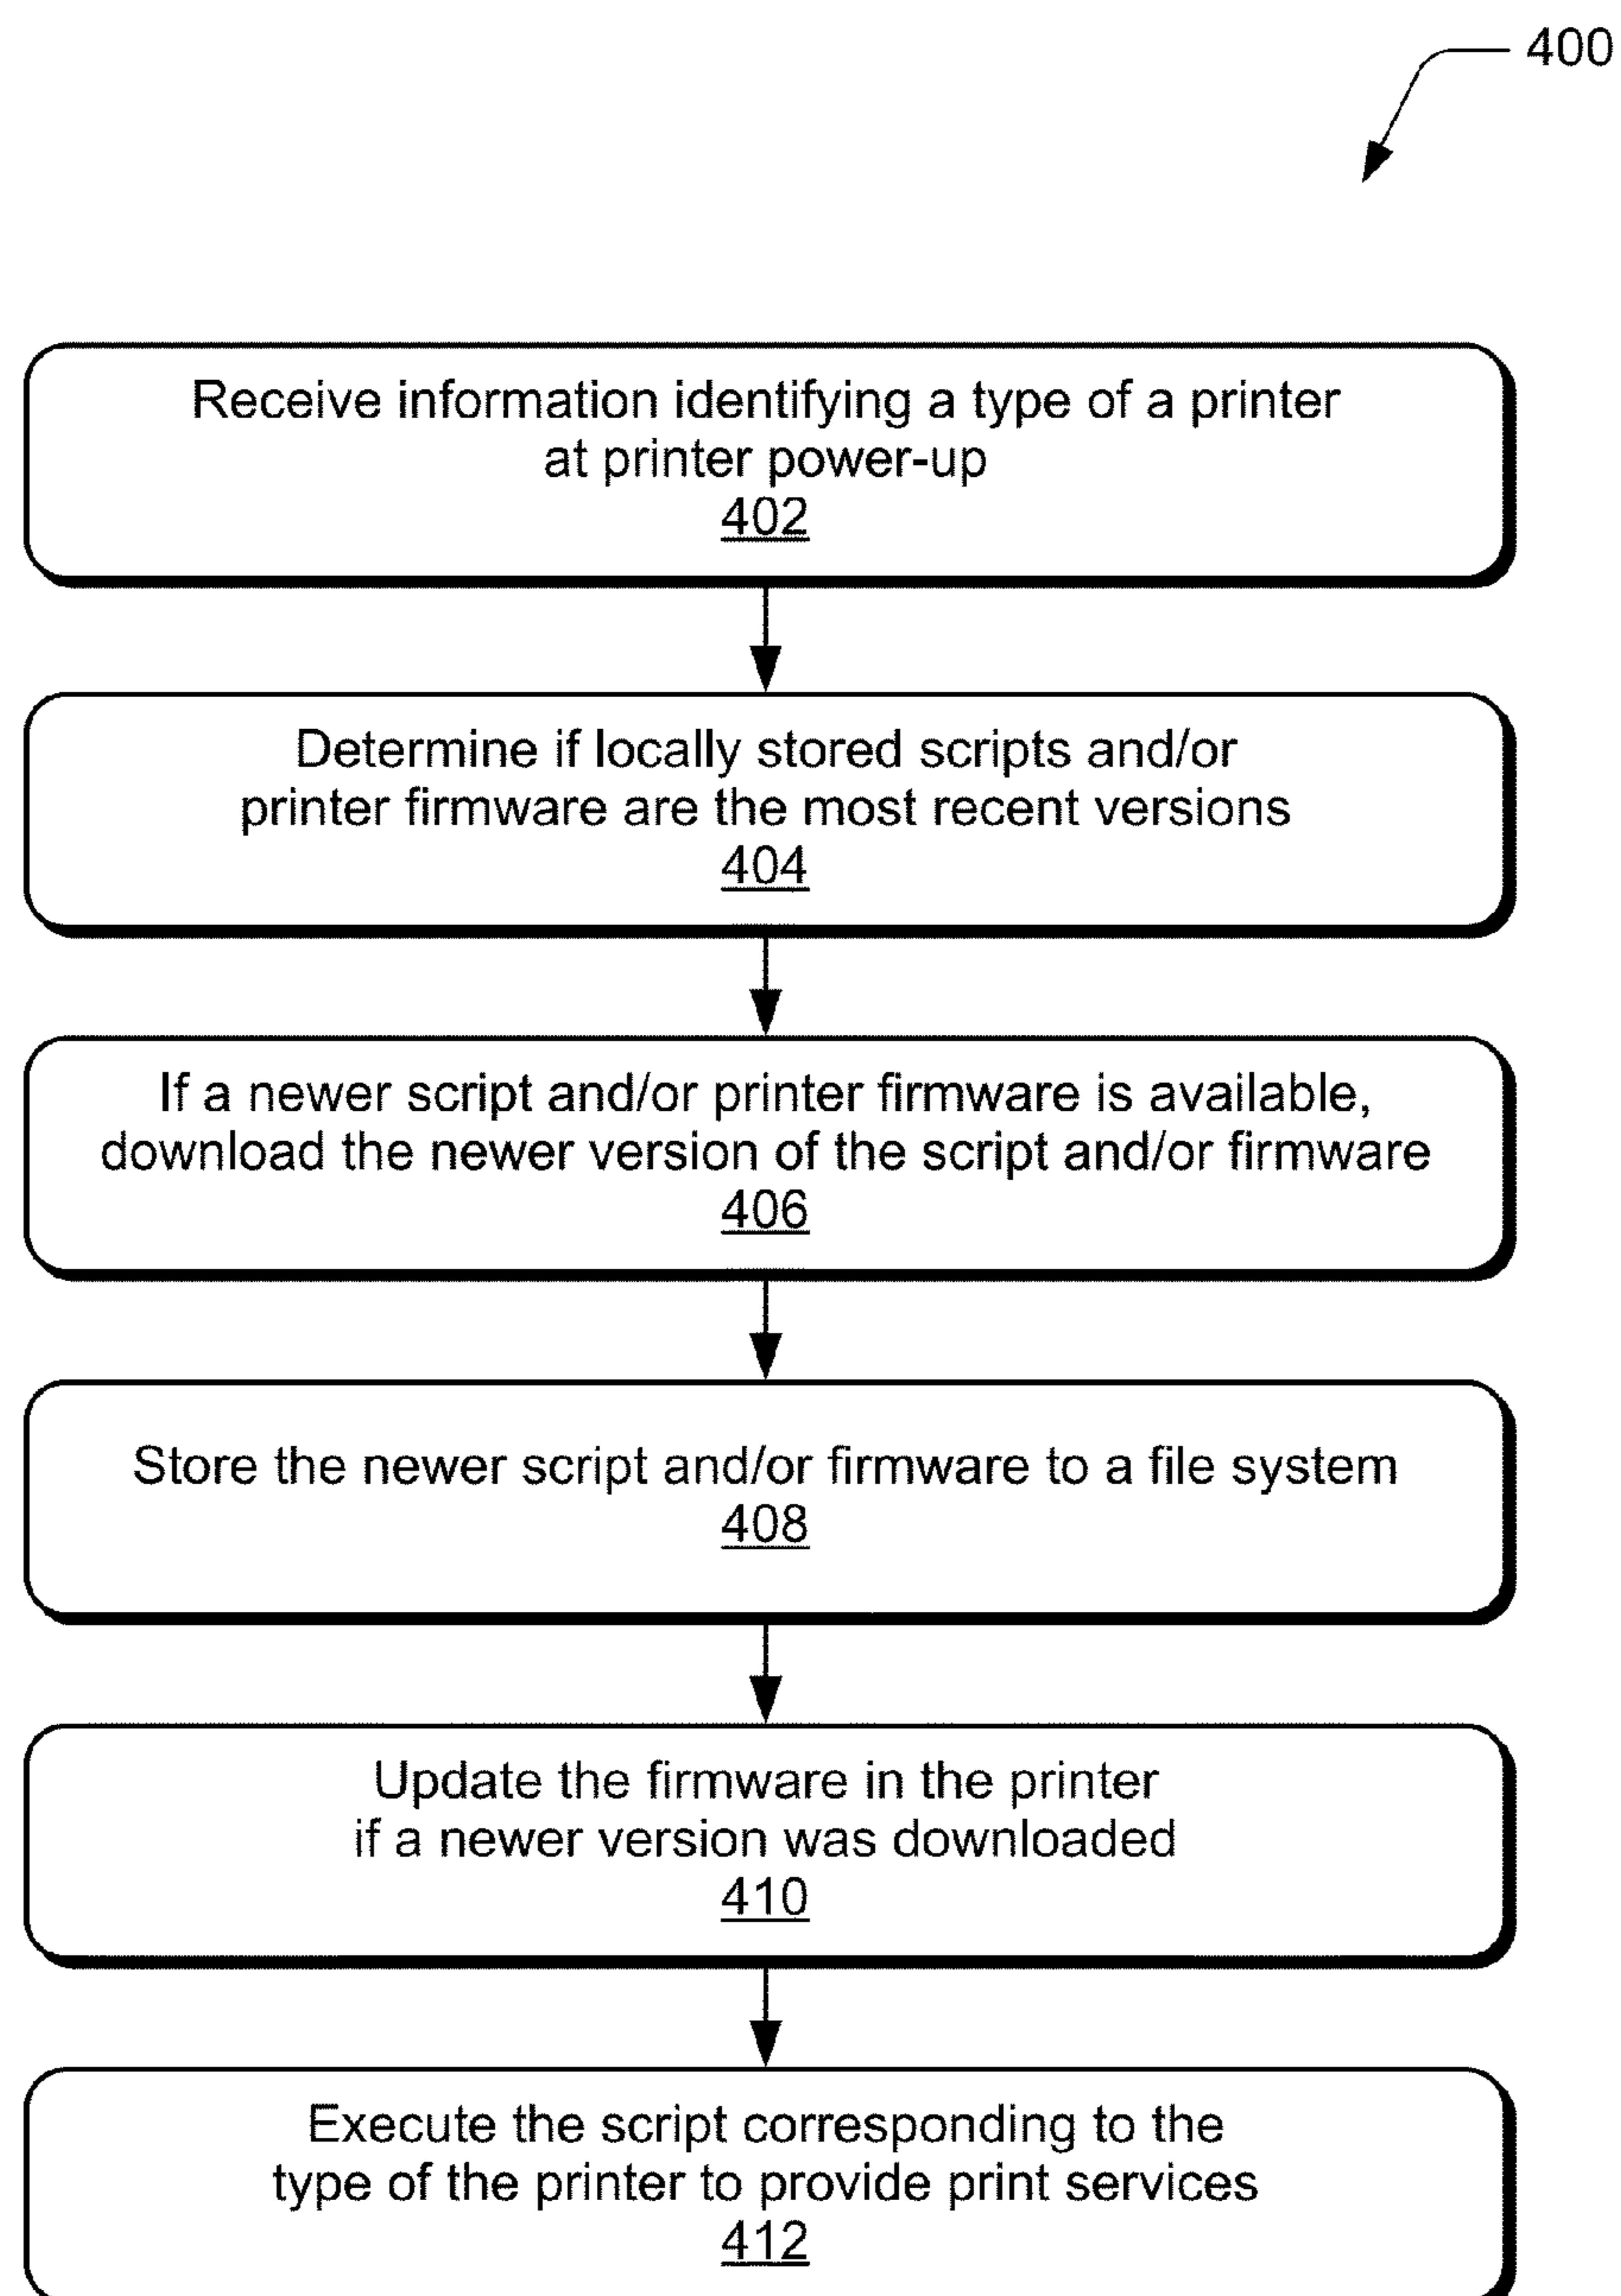 400
Receive information identifying a type of a printer
at printer power-up
402
Determine if locally stored scripts and/or
printer firmware are the most recent versions
404
If a newer script and/or printer firmware is available,
download the newer version of the script and/or firmware
406
Store the newer script and/or firmware to a file system
408
Update the firmware in the printer
if a newer version was downloaded
410
Execute the script corresponding to the
type of the printer to provide print services
412